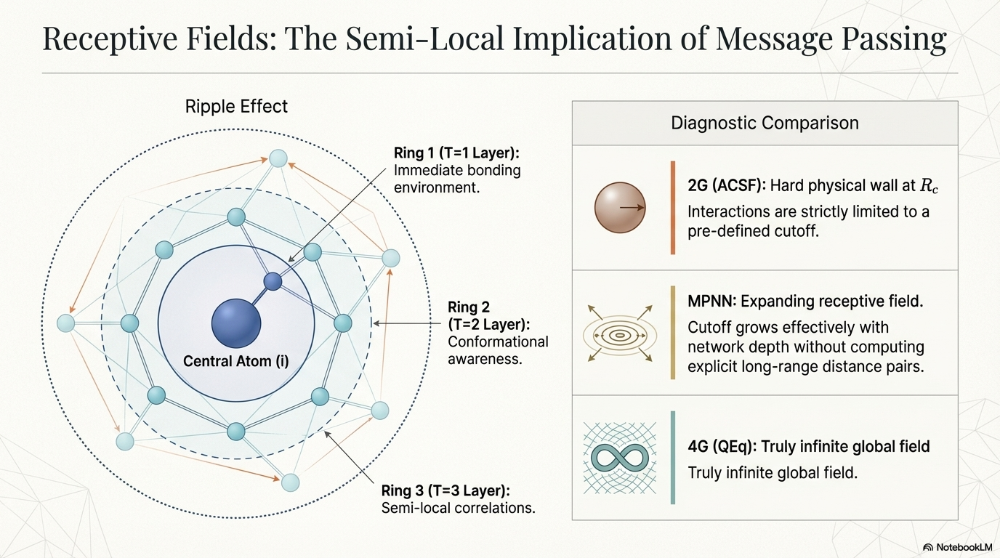 Receptive Fields: The Semi-Local Implication of Message Passing
Ripple Effect
Ring 1 (T=1 Layer):
Immediate bonding
environment.
Ring 2
(T=2 Layer):
Conformational
awareness.
Central Atom (i)
Ring 3 (T=3 Layer):
Semi-local correlations.
Diagnostic Comparison
2G (ACSF): Hard physical wall at R_c
Interactions are strictly limited to a
pre-defined cutoff.
MPNN: Expanding receptive field.
Cutoff grows effectively with
network depth without computing
explicit long-range distance pairs.
4G (QEq): Truly infinite global field
Truly infinite global field.
NotebookLM